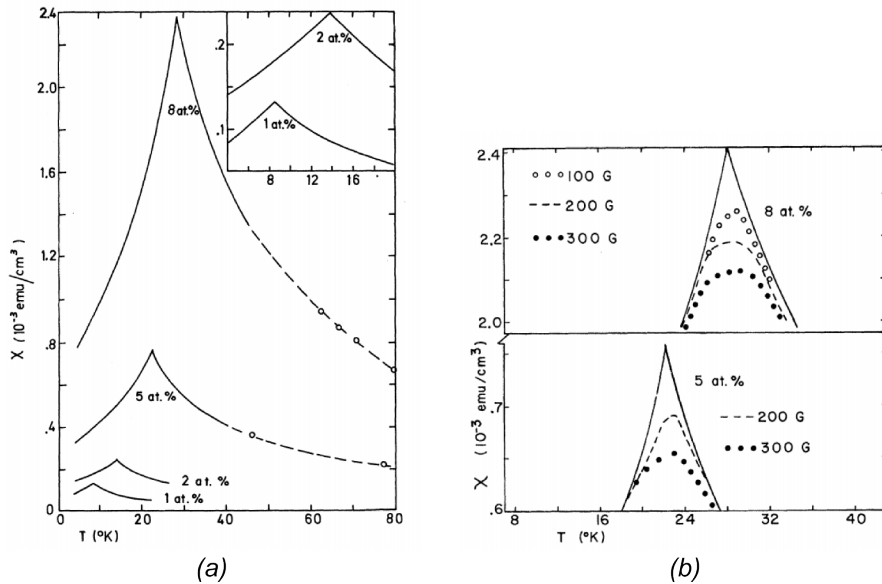 2.4
2.0
1.6
1.2
.8
.4
0
χ (10⁻³ emu/cm³)
8 at.%
5 at.%
2 at.%
1 at.%
0
20
40
60
80
T (°K)
.2
.1
2 at.%
1 at.%
8
12
16
(a)
2.4
2.2
2.0
100 G
200 G
300 G
8 at.%
χ (10⁻³ emu/cm³)
.7
.6
5 at.%
200 G
300 G
8
16
24
32
40
T (°K)
(b)